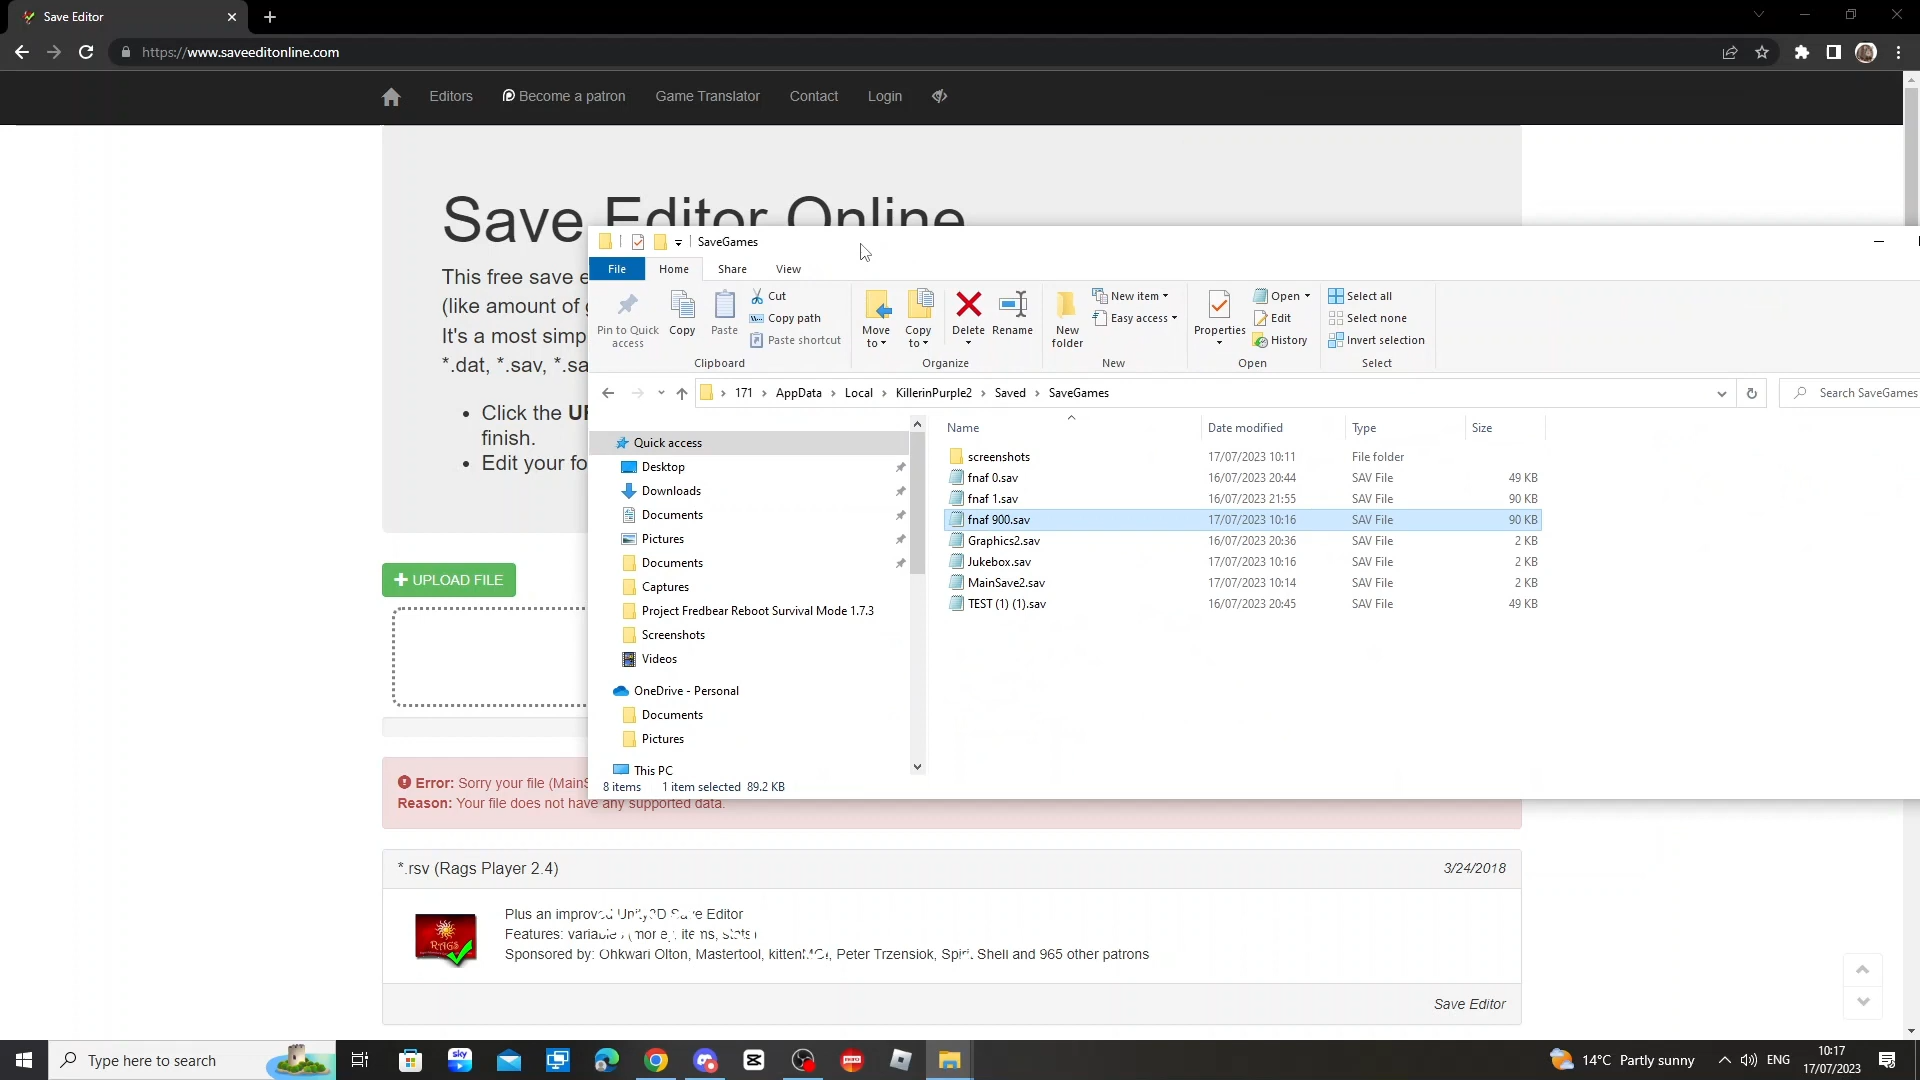 Save Editor
https://www.saveeditonline.com
Editors
Become a patron
Game Translator
Contact
Login
Save Editor Online
This free save e
(like amount of
It's a most simp
*.dat, *.sav, *.sa
Click the
finish.
Edit your fo
UPLOAD FILE
SaveGames
File
Home
Share
View
Pin to Quick
access
Copy
Paste
Cut
Copy path
Paste shortcut
Clipboard
Move
to
Copy
to
Delete
Rename
Organize
New
folder
New item
Easy access
New
Properties
Open
Edit
History
Open
Select all
Select none
Invert selection
Select
171 > AppData > Local > KillerinPurple2 > Saved > SaveGames
Search SaveGames
Quick access
Desktop
Downloads
Documents
Pictures
Documents
Captures
Project Fredbear Reboot Survival Mode 1.7.3
Screenshots
Videos
OneDrive - Personal
Documents
Pictures
This PC
Name Date modified Type Size
screenshots 17/07/2023 10:11 File folder
fnaf 0.sav 16/07/2023 20:44 SAV File 49 KB
fnaf 1.sav 16/07/2023 21:55 SAV File 90 KB
fnaf 900.sav 17/07/2023 10:16 SAV File 90 KB
Graphics2.sav 16/07/2023 20:36 SAV File 2 KB
Jukebox.sav 17/07/2023 10:16 SAV File 2 KB
MainSave2.sav 17/07/2023 10:14 SAV File 2 KB
TEST (1) (1).sav 16/07/2023 20:45 SAV File 49 KB
8 items 1 item selected 89.2 KB
Error: Sorry your file (Main
Reason: Your file does not have any supported data.
*.rsv (Rags Player 2.4) 3/24/2018
RAGS
Plus an improved Unity3D Save Editor
Features: variables (money, items, stats)
Sponsored by: Ohkwari Olton, Mastertool, Peter Trzensiok, Spirit Shell and 965 other patrons
Save Editor
Type here to search
sky
14°C Partly sunny
ENG
10:17
17/07/2023